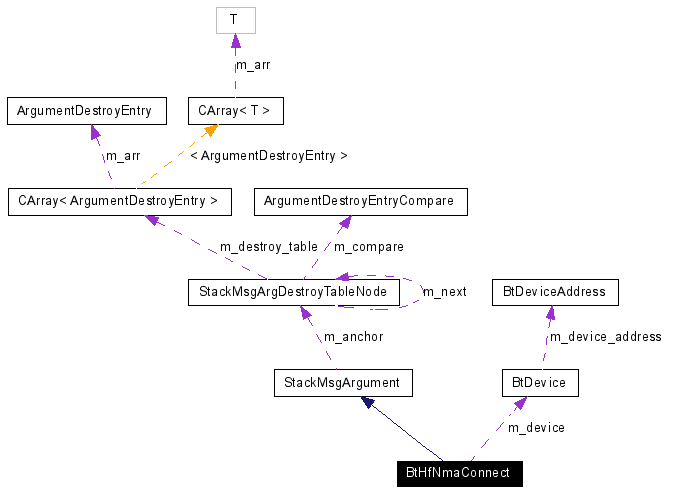 T
m_arr
ArgumentDestroyEntry
CArray< T >
m_arr
< ArgumentDestroyEntry >
CArray< ArgumentDestroyEntry >
ArgumentDestroyEntryCompare
m_destroy_table
m_compare
StackMsgArgDestroyTableNode
m_next
BtDeviceAddress
m_anchor
m_device_address
StackMsgArgument
BtDevice
m_device
BtHfNmaConnect